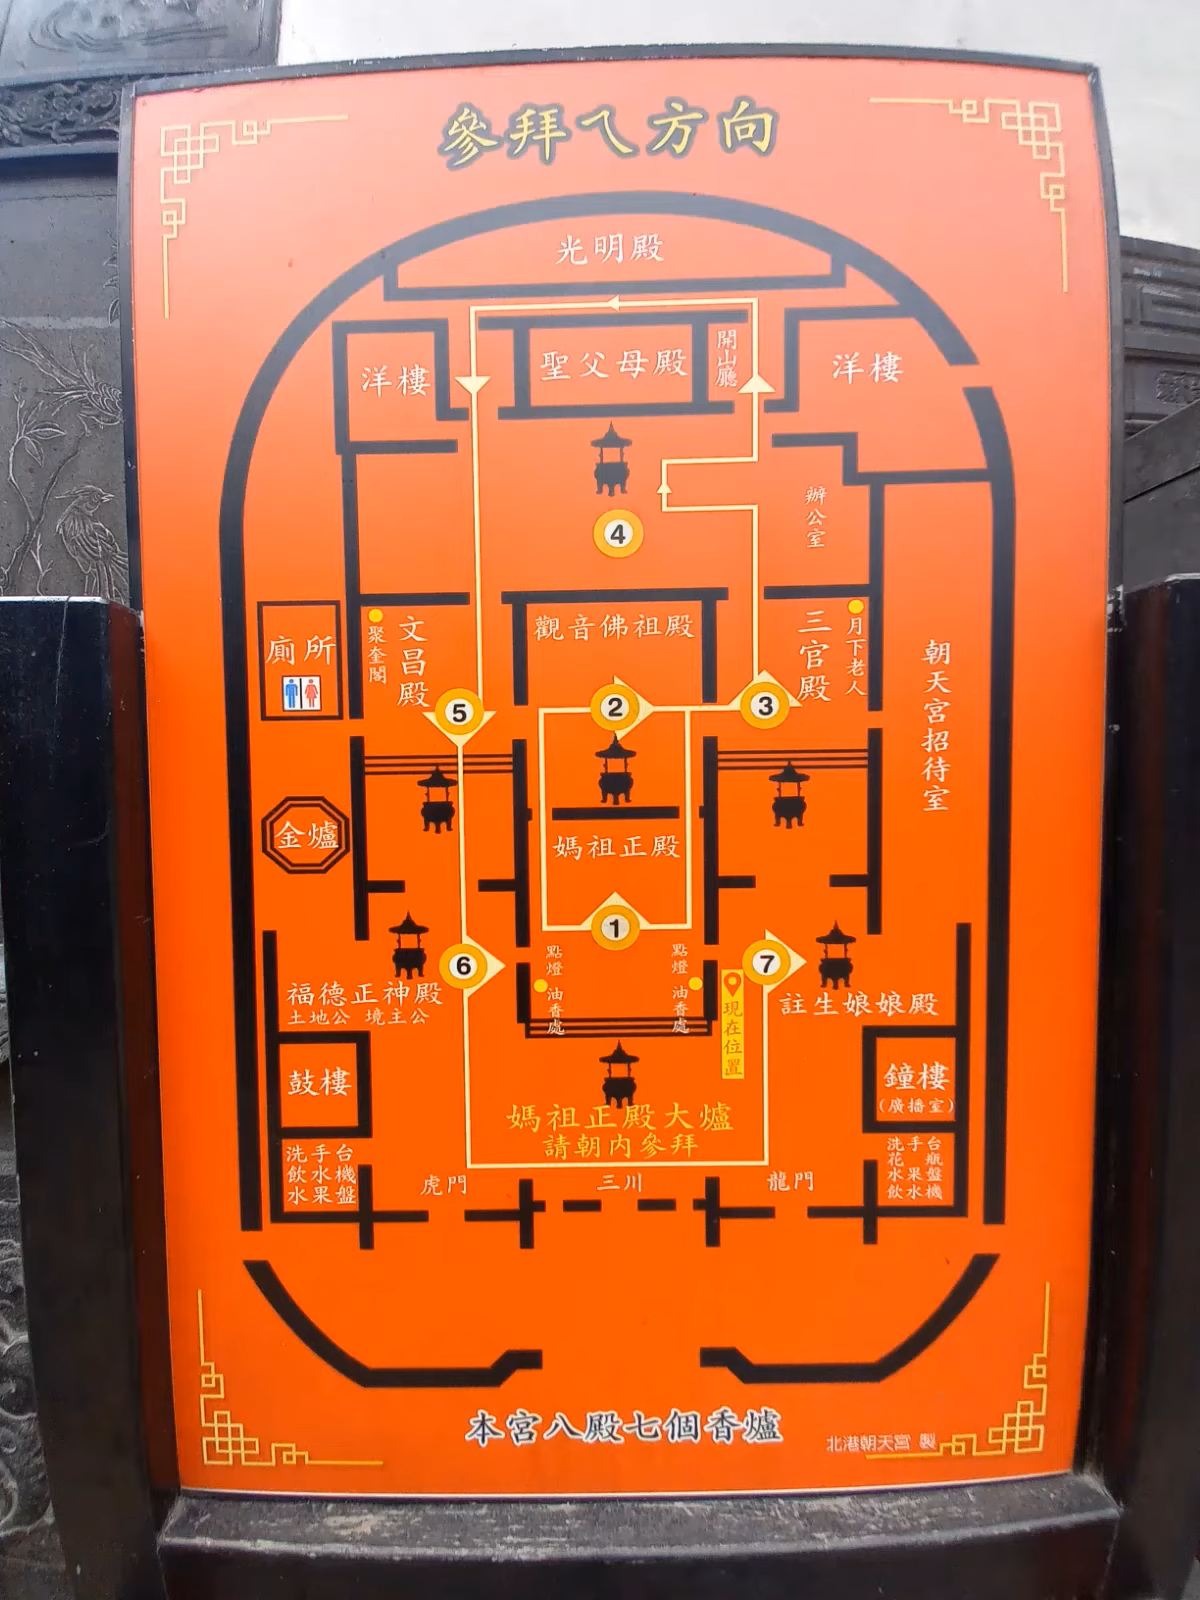 參拜ㄟ方向
光明殿
洋樓
聖父母殿
開山廳
洋樓
4
辦公室
觀音佛祖殿
廁所
聚奎閣
文昌殿
三官殿
月下老人
朝天宮招待室
5
2
3
金爐
媽祖正殿
1
6
7
點燈 油香處
點燈 油香處
現在位置
福德正神殿
土地公 境主公
註生娘娘殿
鼓樓
鐘樓
(廣播室)
媽祖正殿大爐
請朝內參拜
洗手台
飲水機
水果盤
洗手台
花瓶
水果盤
飲水機
虎門
三川
龍門
本宮八殿七個香爐
北港朝天宮 製